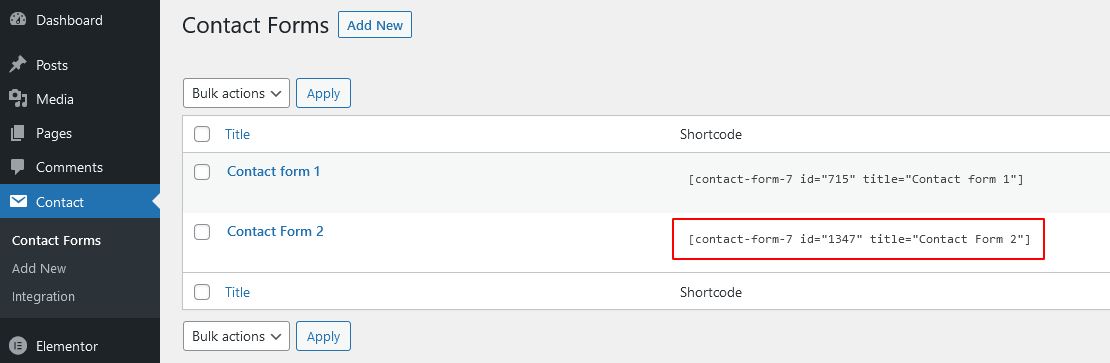 Dashboard
Posts
Media
Pages
Comments
Contact
Contact Forms
Add New
Integration
Elementor
Contact Forms Add New
Bulk actions Apply
Title Shortcode
Contact form 1 [contact-form-7 id="715" title="Contact form 1"]
Contact Form 2 [contact-form-7 id="1347" title="Contact Form 2"]
Title Shortcode
Bulk actions Apply